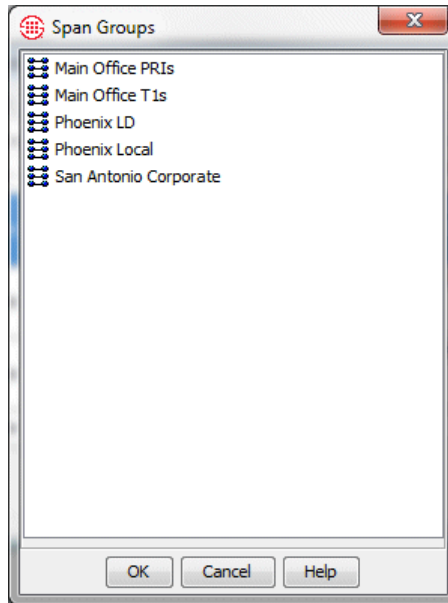 Span Groups
Main Office PRIs
Main Office T1s
Phoenix LD
Phoenix Local
San Antonio Corporate
OK Cancel Help